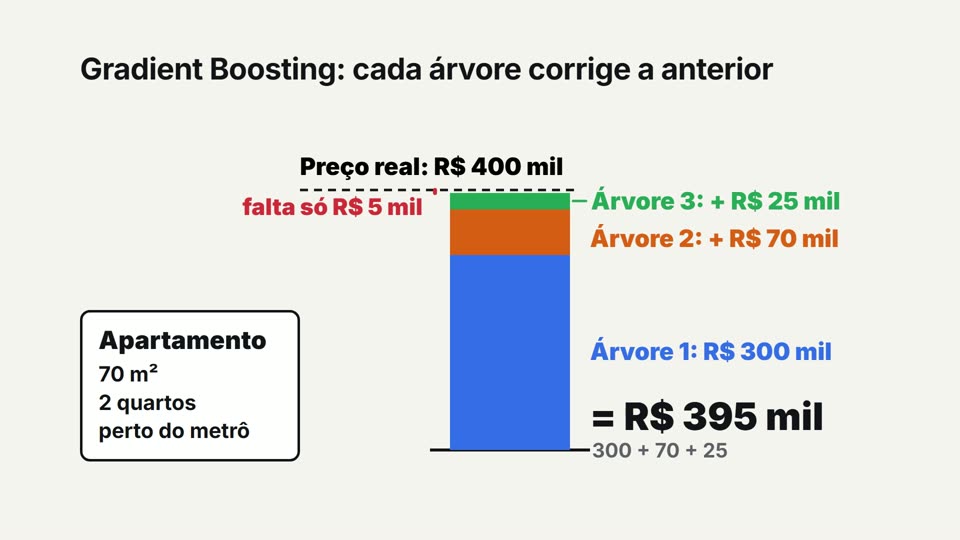 Gradient Boosting: cada árvore corrige a anterior
Preço real: R$ 400 mil
falta só R$ 5 mil
Árvore 3: + R$ 25 mil
Árvore 2: + R$ 70 mil
Árvore 1: R$ 300 mil
Apartamento
70 m²
2 quartos
perto do metrô
= R$ 395 mil
300 + 70 + 25